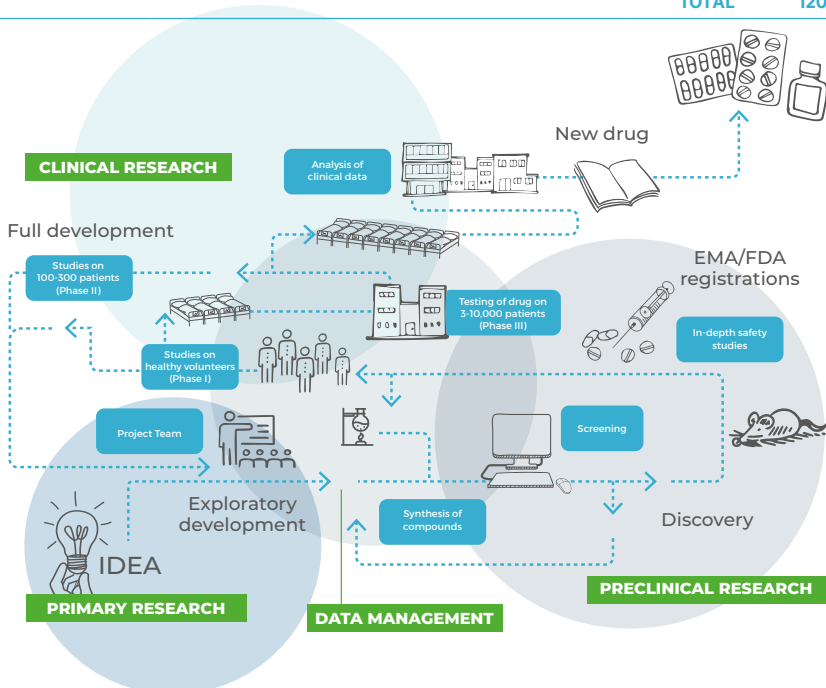 TOTAL 120
New drug
CLINICAL RESEARCH
Analysis of
clinical data
Full development
Studies on
100-300 patients
(Phase II)
EMA/FDA
registrations
Testing of drug on
3-10,000 patients
(Phase III)
In-depth safety
studies
Studies on
healthy volunteers
(Phase I)
Project Team
Screening
Exploratory
development
Synthesis of
compounds
Discovery
IDEA
PRIMARY RESEARCH
DATA MANAGEMENT
PRECLINICAL RESEARCH